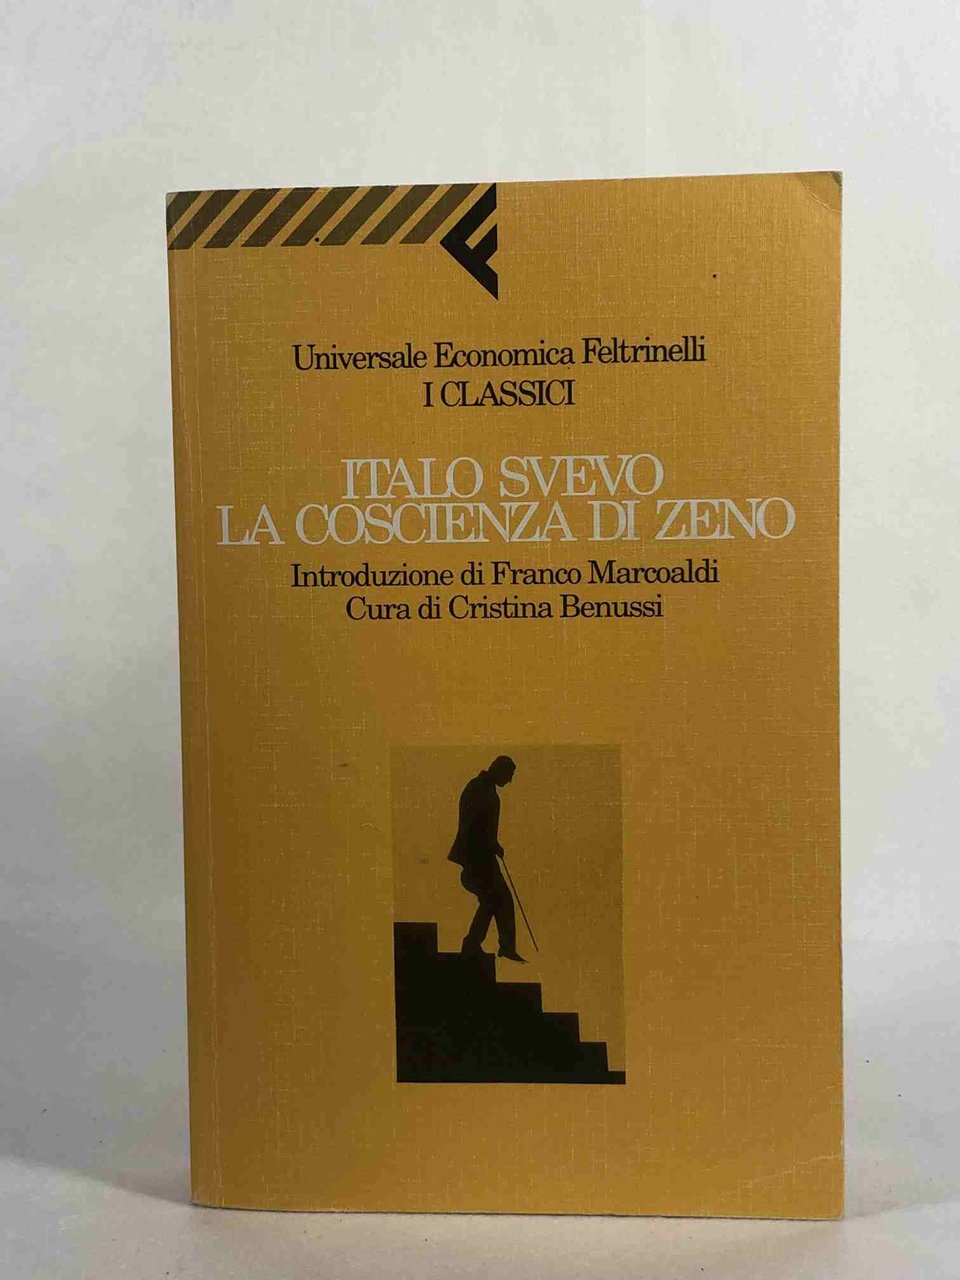 Universale Economica Feltrinelli
I CLASSICI
ITALO SVEVO
LA COSCIENZA DI ZENO
Introduzione di Franco Marcoaldi
Cura di Cristina Benussi